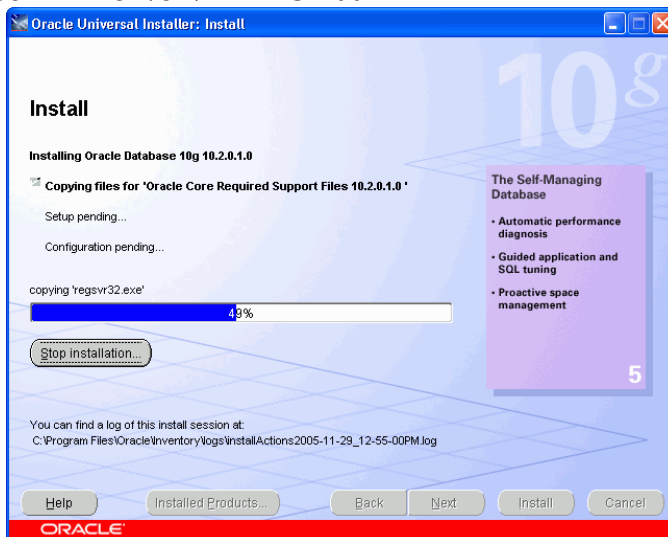 Oracle Universal Installer: Install
10g
Install
Installing Oracle Database 10g 10.2.0.1.0
Copying files for 'Oracle Core Required Support Files 10.2.0.1.0 '
Setup pending...
Configuration pending...
copying 'regsvr32.exe'
49%
Stop installation...
The Self-Managing
Database
• Automatic performance
diagnosis
• Guided application and
SQL tuning
• Proactive space
management
5
You can find a log of this install session at:
C:\Program Files\Oracle\Inventory\logs\installActions2005-11-29_12-55-00PM.log
Help Installed Products... Back Next Install Cancel
ORACLE